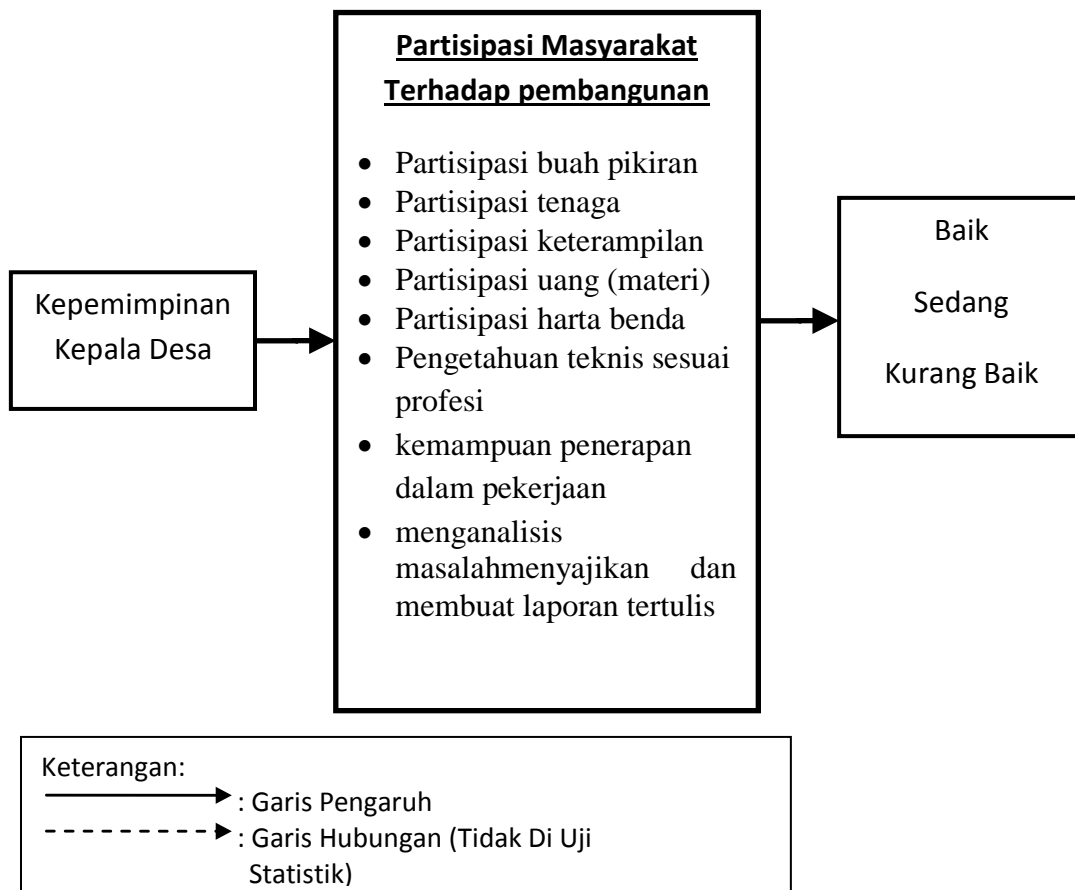 Kepemimpinan
Kepala Desa
Partisipasi Masyarakat
Terhadap pembangunan
• Partisipasi buah pikiran
• Partisipasi tenaga
• Partisipasi keterampilan
• Partisipasi uang (materi)
• Partisipasi harta benda
• Pengetahuan teknis sesuai
profesi
• kemampuan penerapan
dalam pekerjaan
• menganalisis
masalahmenyajikan dan
membuat laporan tertulis
Baik
Sedang
Kurang Baik
Keterangan:
: Garis Pengaruh
: Garis Hubungan (Tidak Di Uji
Statistik)